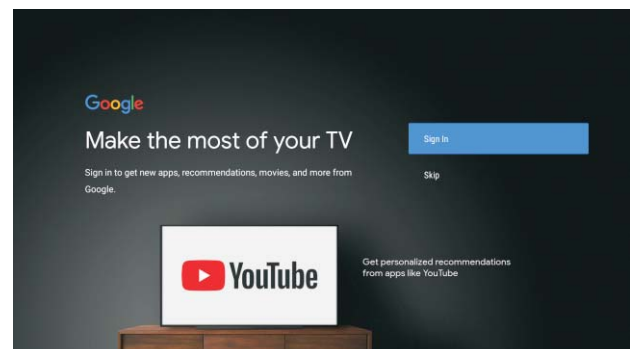 Google
Make the most of your TV
Sign in to get new apps, recommendations, movies, and more from
Google.
Sign In
Skip
YouTube
Get personalized recommendations
from apps like YouTube